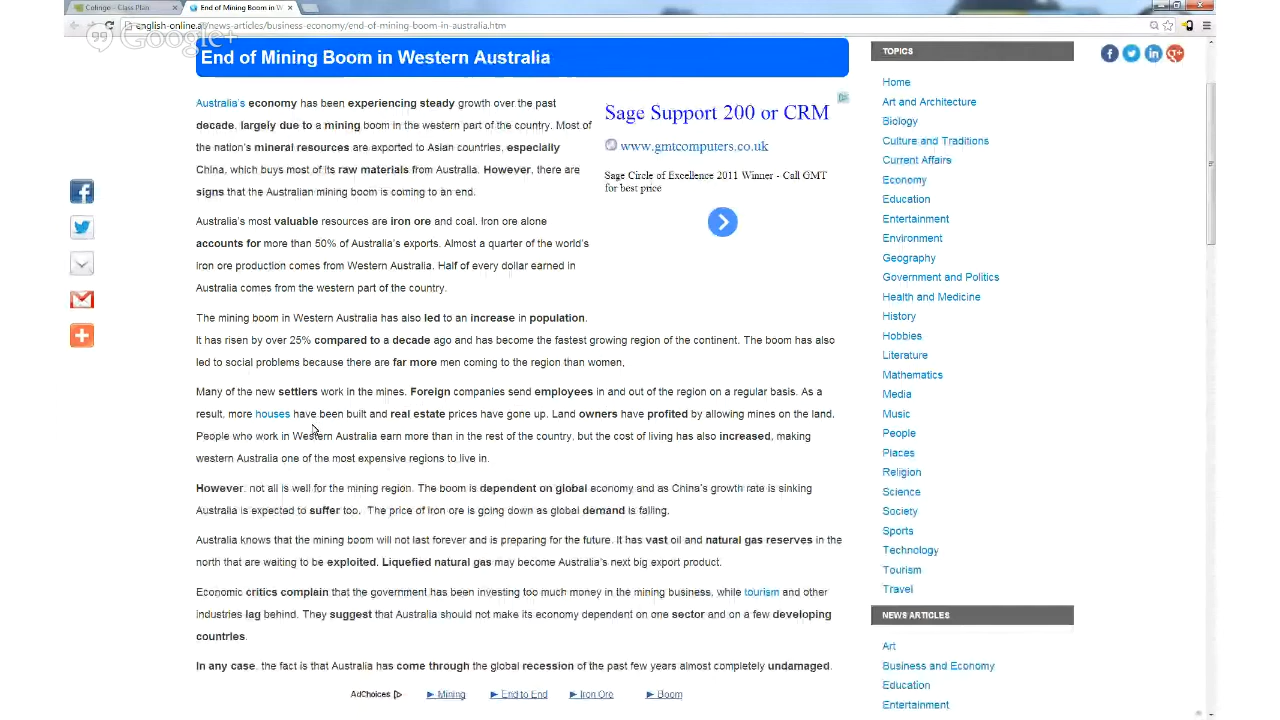 Colingo - Class Plan
End of Mining Boom in W
english-online.at/news-articles/business-economy/end-of-mining-boom-in-australia.htm
Google+
End of Mining Boom in Western Australia
Australia's economy has been experiencing steady growth over the past
decade, largely due to a mining boom in the western part of the country. Most of
the nation's mineral resources are exported to Asian countries, especially
China, which buys most of its raw materials from Australia. However, there are
signs that the Australian mining boom is coming to an end.
Sage Support 200 or CRM
www.gmtcomputers.co.uk
Sage Circle of Excellence 2011 Winner - Call GMT
for best price
Australia's most valuable resources are iron ore and coal. Iron ore alone
accounts for more than 50% of Australia's exports. Almost a quarter of the world's
iron ore production comes from Western Australia. Half of every dollar earned in
Australia comes from the western part of the country.
The mining boom in Western Australia has also led to an increase in population.
It has risen by over 25% compared to a decade ago and has become the fastest growing region of the continent. The boom has also
led to social problems because there are far more men coming to the region than women,
Many of the new settlers work in the mines. Foreign companies send employees in and out of the region on a regular basis. As a
result, more houses have been built and real estate prices have gone up. Land owners have profited by allowing mines on the land.
People who work in Western Australia earn more than in the rest of the country, but the cost of living has also increased, making
western Australia one of the most expensive regions to live in.
However, not all is well for the mining region. The boom is dependent on global economy and as China's growth rate is sinking
Australia is expected to suffer too. The price of iron ore is going down as global demand is falling.
Australia knows that the mining boom will not last forever and is preparing for the future. It has vast oil and natural gas reserves in the
north that are waiting to be exploited. Liquefied natural gas may become Australia's next big export product.
Economic critics complain that the government has been investing too much money in the mining business, while tourism and other
industries lag behind. They suggest that Australia should not make its economy dependent on one sector and on a few developing
countries.
In any case, the fact is that Australia has come through the global recession of the past few years almost completely undamaged.
AdChoices
Mining
End to End
Iron Ore
Boom
TOPICS
Home
Art and Architecture
Biology
Culture and Traditions
Current Affairs
Economy
Education
Entertainment
Environment
Geography
Government and Politics
Health and Medicine
History
Hobbies
Literature
Mathematics
Media
Music
People
Places
Religion
Science
Society
Sports
Technology
Tourism
Travel
NEWS ARTICLES
Art
Business and Economy
Education
Entertainment